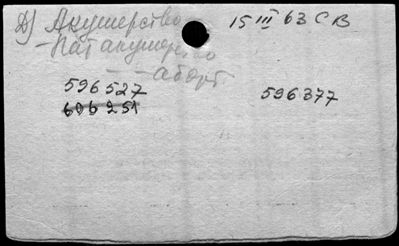 Д) Акушерство 15 III 63 СВ
- Пат акушерство
- - аборт
596527 596377
606251